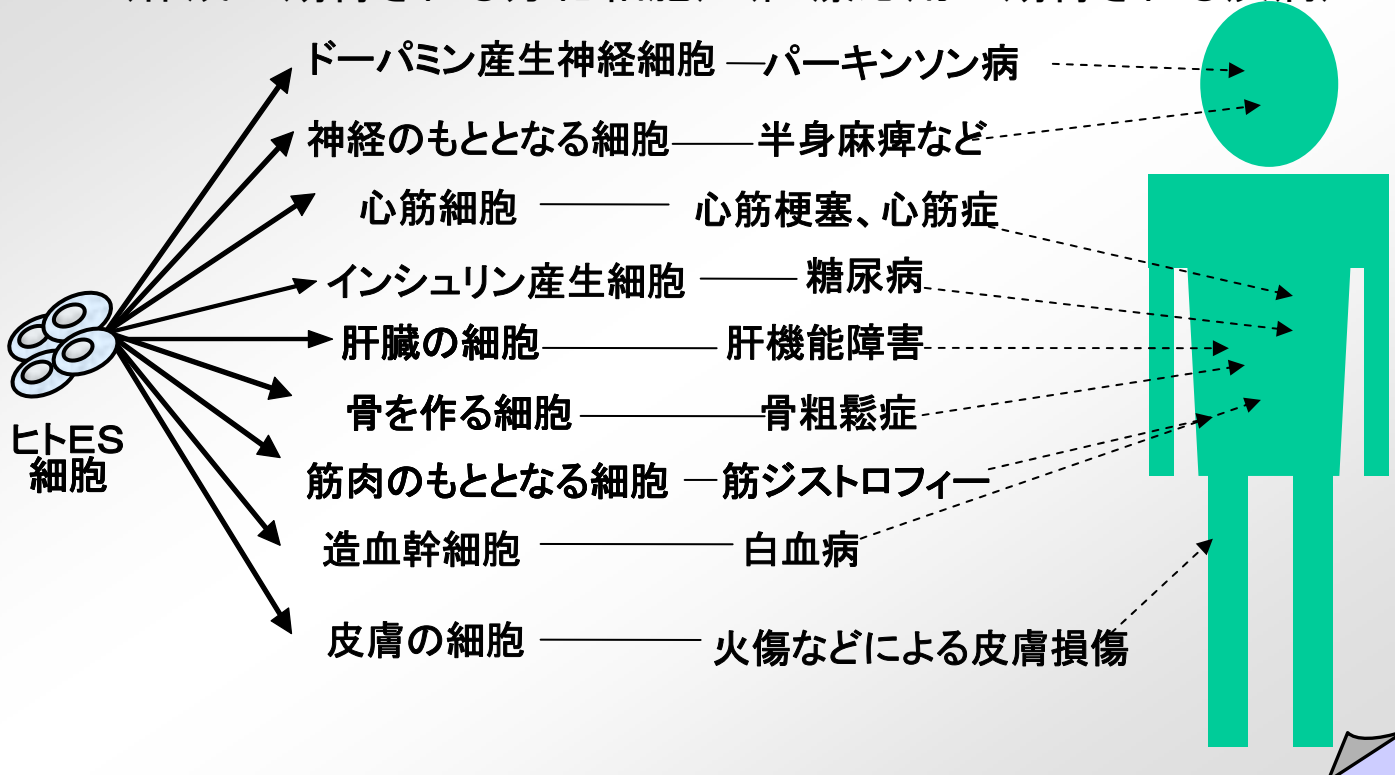 ドーパミン産生神経細胞 パーキンソン病
神経のもととなる細胞 半身麻痺など
心筋細胞 心筋梗塞、心筋症
インシュリン産生細胞 糖尿病
肝臓の細胞 肝機能障害
骨を作る細胞 骨粗鬆症
ヒトES
細胞
筋肉のもととなる細胞 筋ジストロフィー
造血幹細胞 白血病
皮膚の細胞 火傷などによる皮膚損傷